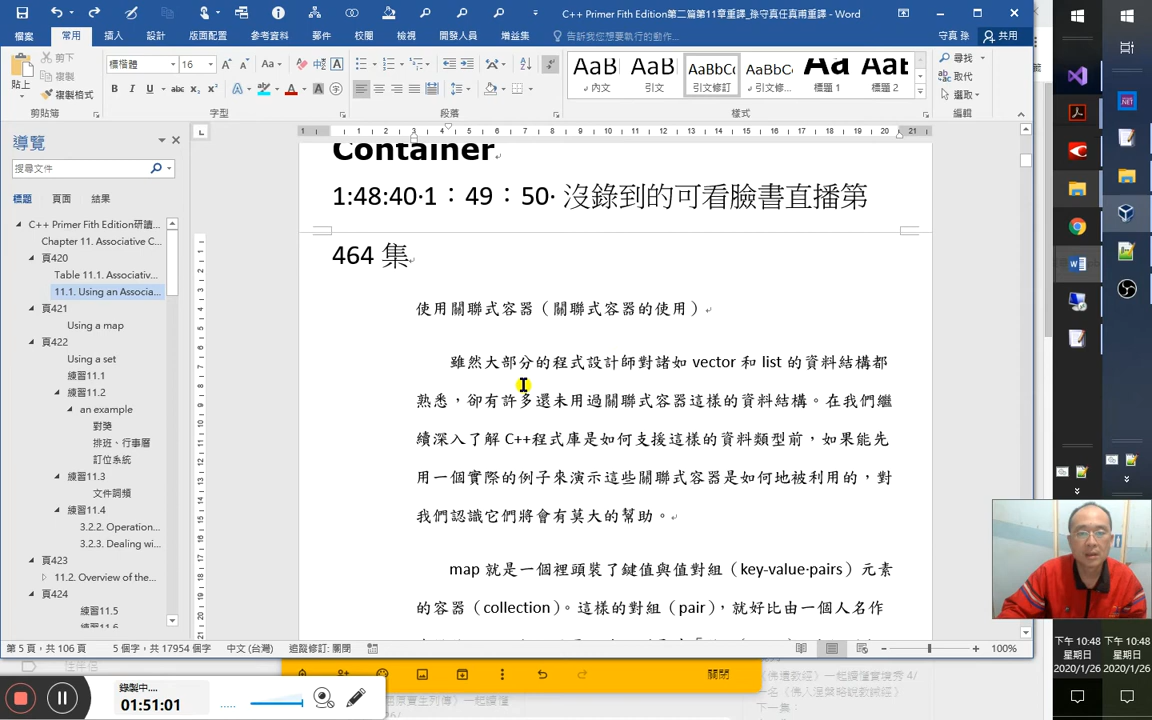 C++ Primer Fith Edition第二篇第11章重譯_孫守真任真甫重譯 - Word
檔案 常用 插入 設計 版面配置 參考資料 郵件 校閱 檢視 開發人員 增益集 告訴我您想要執行的動作... 守真 孫 共用
剪下
複製
複製格式
貼上
標楷體 16
尋找
取代
選取
內文 引文 引文修訂 引文修... 標題 1 標題 2
剪貼簿 字型 段落 樣式 編輯
導覽
搜尋文件
標題 頁面 結果
C++ Primer Fith Edition研讀...
Chapter 11. Associative C...
頁420
Table 11.1. Associativ...
11.1. Using an Associa...
頁421
Using a map
頁422
Using a set
練習11.1
練習11.2
an example
對獎
排班、行事曆
訂位系統
練習11.3
文件詞頻
練習11.4
3.2.2. Operation...
3.2.3. Dealing wi...
頁423
11.2. Overview of the...
頁424
練習11.5
練習11.6
Container
1:48:40·1：49：50· 沒錄到的可看臉書直播第
464 集
使用關聯式容器（關聯式容器的使用）
雖然大部分的程式設計師對諸如 vector 和 list 的資料結構都
熟悉，卻有許多還未用過關聯式容器這樣的資料結構。在我們繼
續深入了解 C++程式庫是如何支援這樣的資料類型前，如果能先
用一個實際的例子來演示這些關聯式容器是如何地被利用的，對
我們認識它們將會有莫大的幫助。
map 就是一個裡頭裝了鍵值與值對組（key-value-pairs）元素
的容器（collection）。這樣的對組（pair），就好比由一個人名作
第 5 頁，共 106 頁 5 個字，共 17954 個字 中文 (台灣) 追蹤修訂: 關閉 100%
關閉
錄製中....
01:51:01
下午 10:48
星期日
2020/1/26
下午 10:48
星期日
2020/1/26